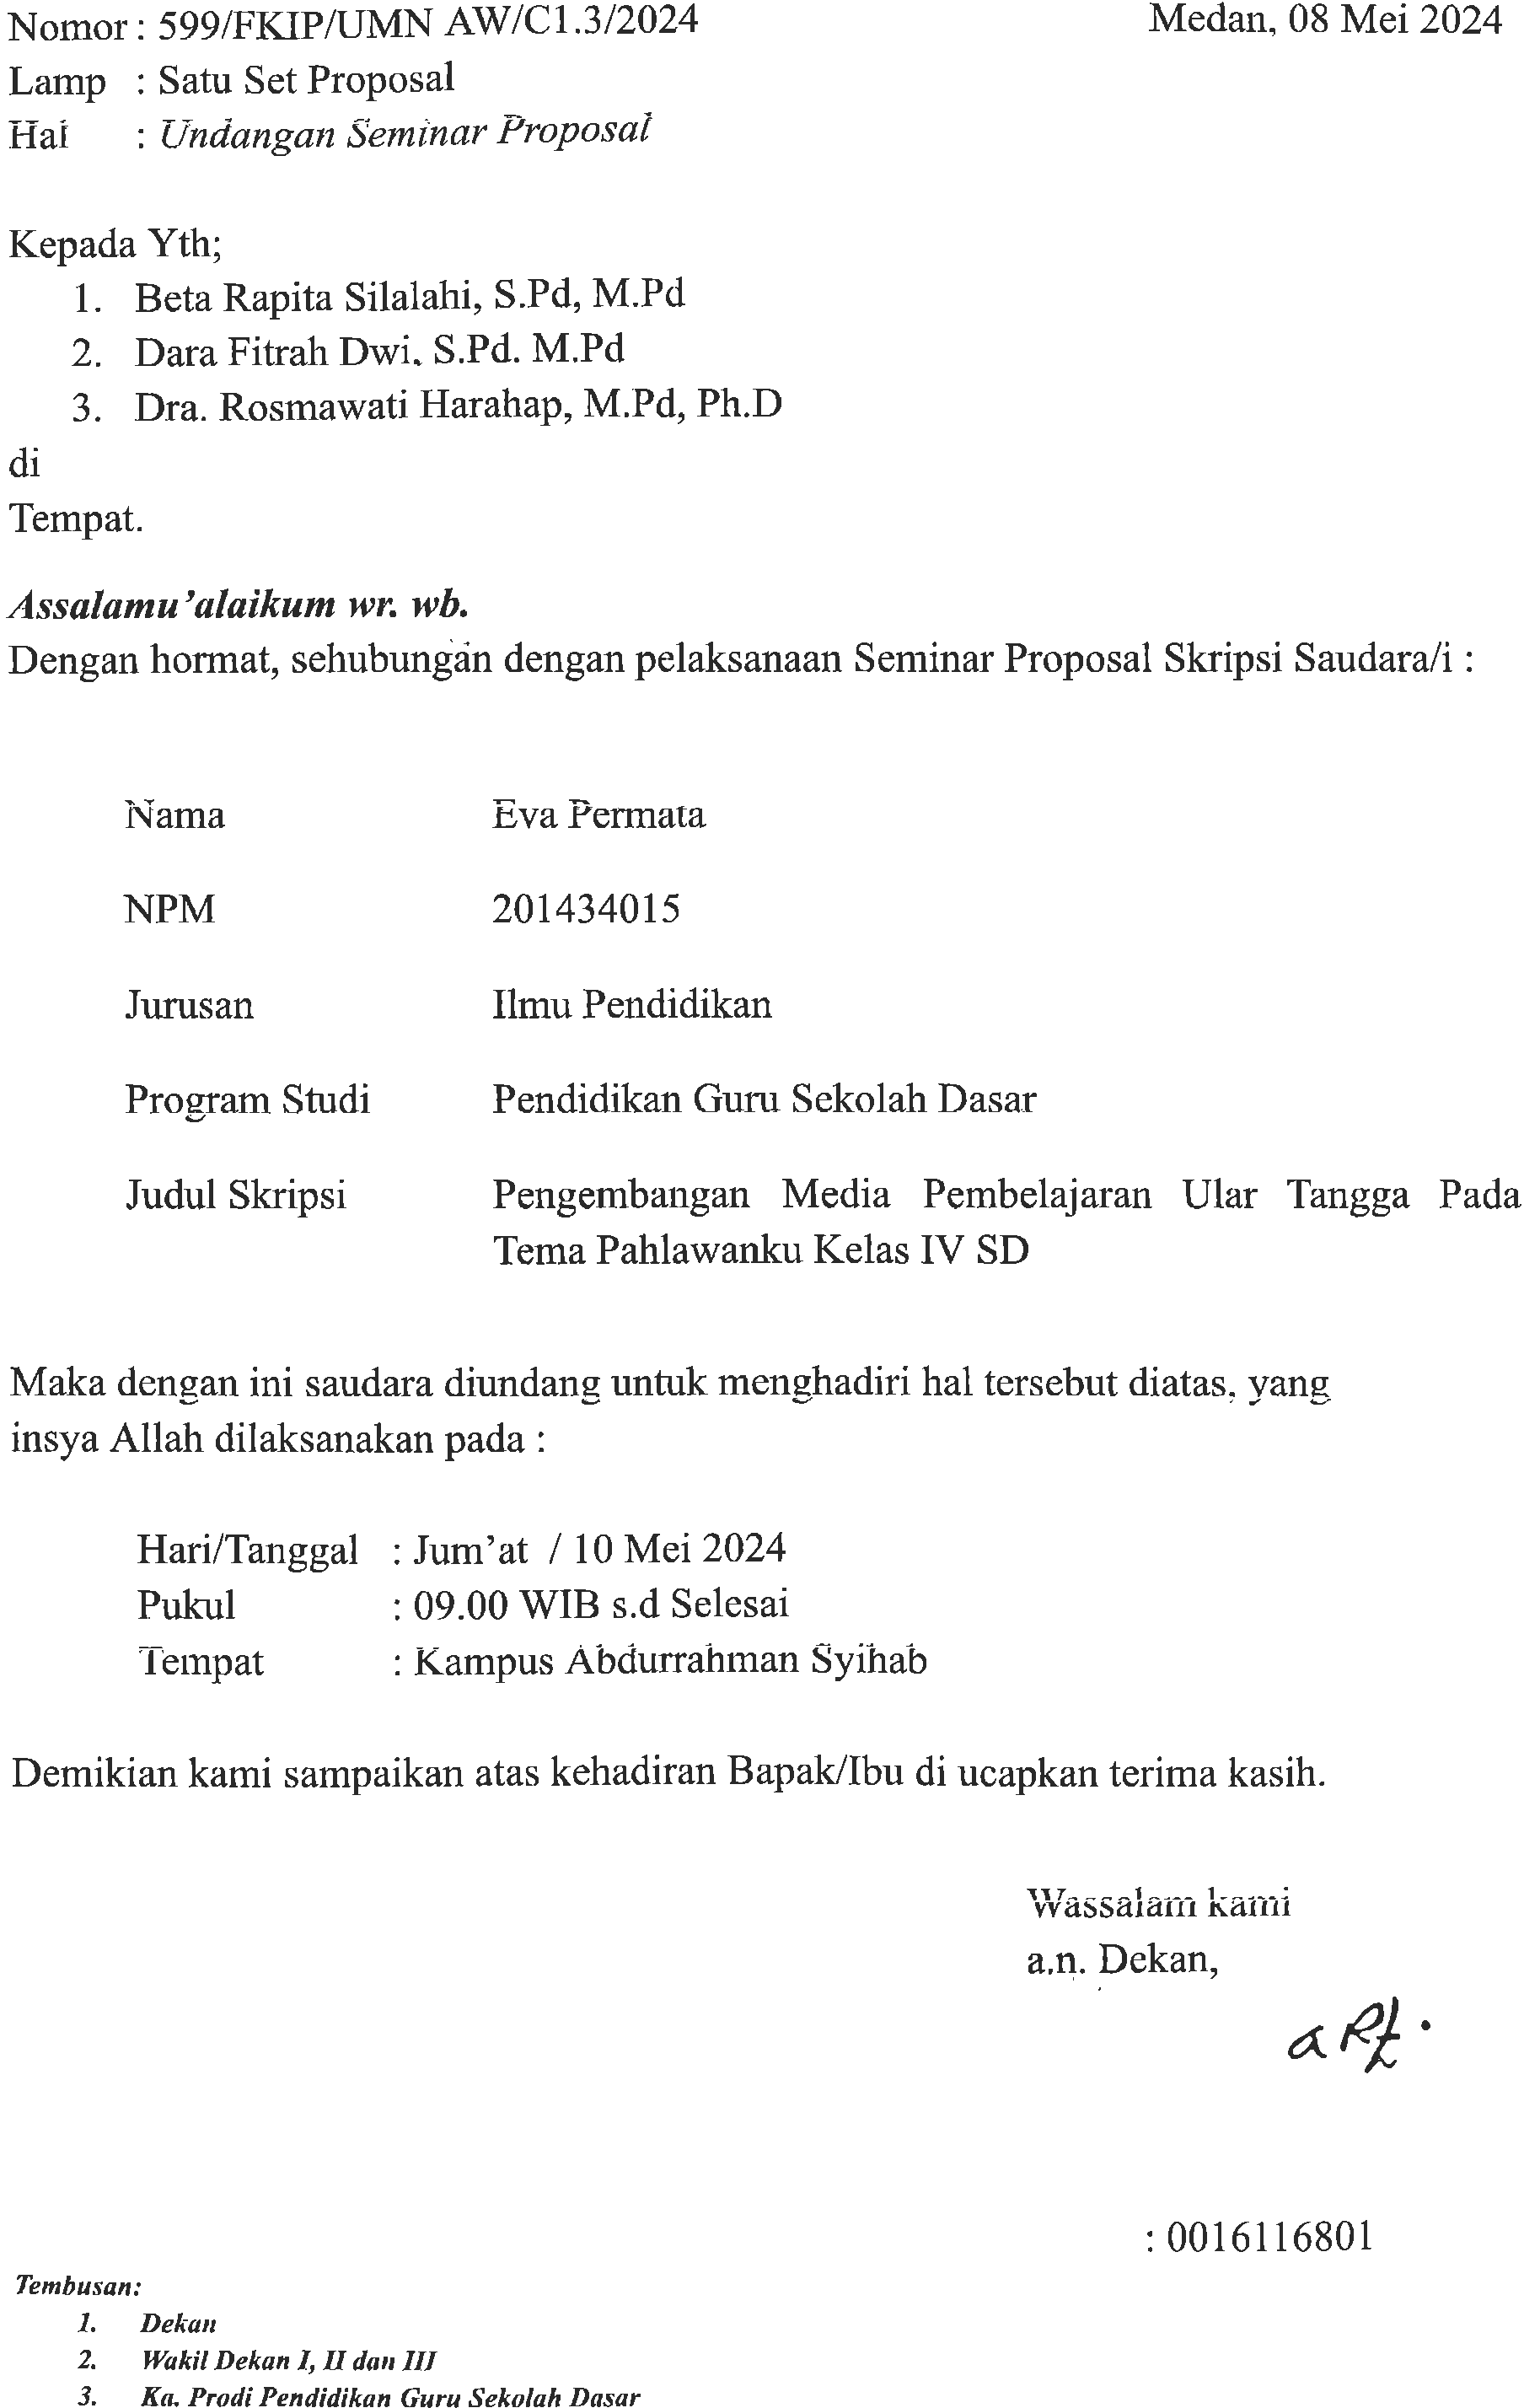 Nomor : 599/FKIP/UMN AW/C1.3/2024 Medan, 08 Mei 2024
Lamp : Satu Set Proposal
Hal : Undangan Seminar Proposal
Kepada Yth;
1. Beta Rapita Silalahi, S.Pd, M.Pd
2. Dara Fitrah Dwi. S.Pd. M.Pd
3. Dra. Rosmawati Harahap, M.Pd, Ph.D
di
Tempat.
Assalamu'alaikum wr. wb.
Dengan hormat, sehubungan dengan pelaksanaan Seminar Proposal Skripsi Saudara/i :
Nama Eva Permata
NPM 201434015
Jurusan Ilmu Pendidikan
Program Studi Pendidikan Guru Sekolah Dasar
Judul Skripsi Pengembangan Media Pembelajaran Ular Tangga Pada
Tema Pahlawanku Kelas IV SD
Maka dengan ini saudara diundang untuk menghadiri hal tersebut diatas, yang
insya Allah dilaksanakan pada :
Hari/Tanggal : Jum'at / 10 Mei 2024
Pukul : 09.00 WIB s.d Selesai
Tempat : Kampus Abdurrahman Syihab
Demikian kami sampaikan atas kehadiran Bapak/Ibu di ucapkan terima kasih.
Wassalam kami
a.n. Dekan,
: 0016116801
Tembusan:
1. Dekan
2. Wakil Dekan I, II dan III
3. Ka. Prodi Pendidikan Guru Sekolah Dasar